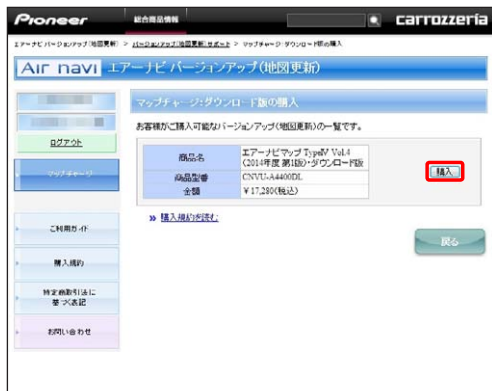 Pioneer
総合商品情報
carrozzeria
エアーナビ バージョンアップ(地図更新) > バージョンアップ(地図更新)サポート > マップチャージ・ダウンロード版の購入
Air navi エアーナビ バージョンアップ(地図更新)
ログアウト
マップチャージ
ご利用ガイド
購入規約
特定商取引法に
基づく表記
お問い合わせ
マップチャージ:ダウンロード版の購入
お客様がご購入可能なバージョンアップ(地図更新)の一覧です。
商品名
エアーナビマップ TypeⅣ Vol.4
(2014年度 第1版)・ダウンロード版
商品型番
CNVU-A4400DL
金額
¥17,280(税込)
購入
» 購入規約を読む
戻る